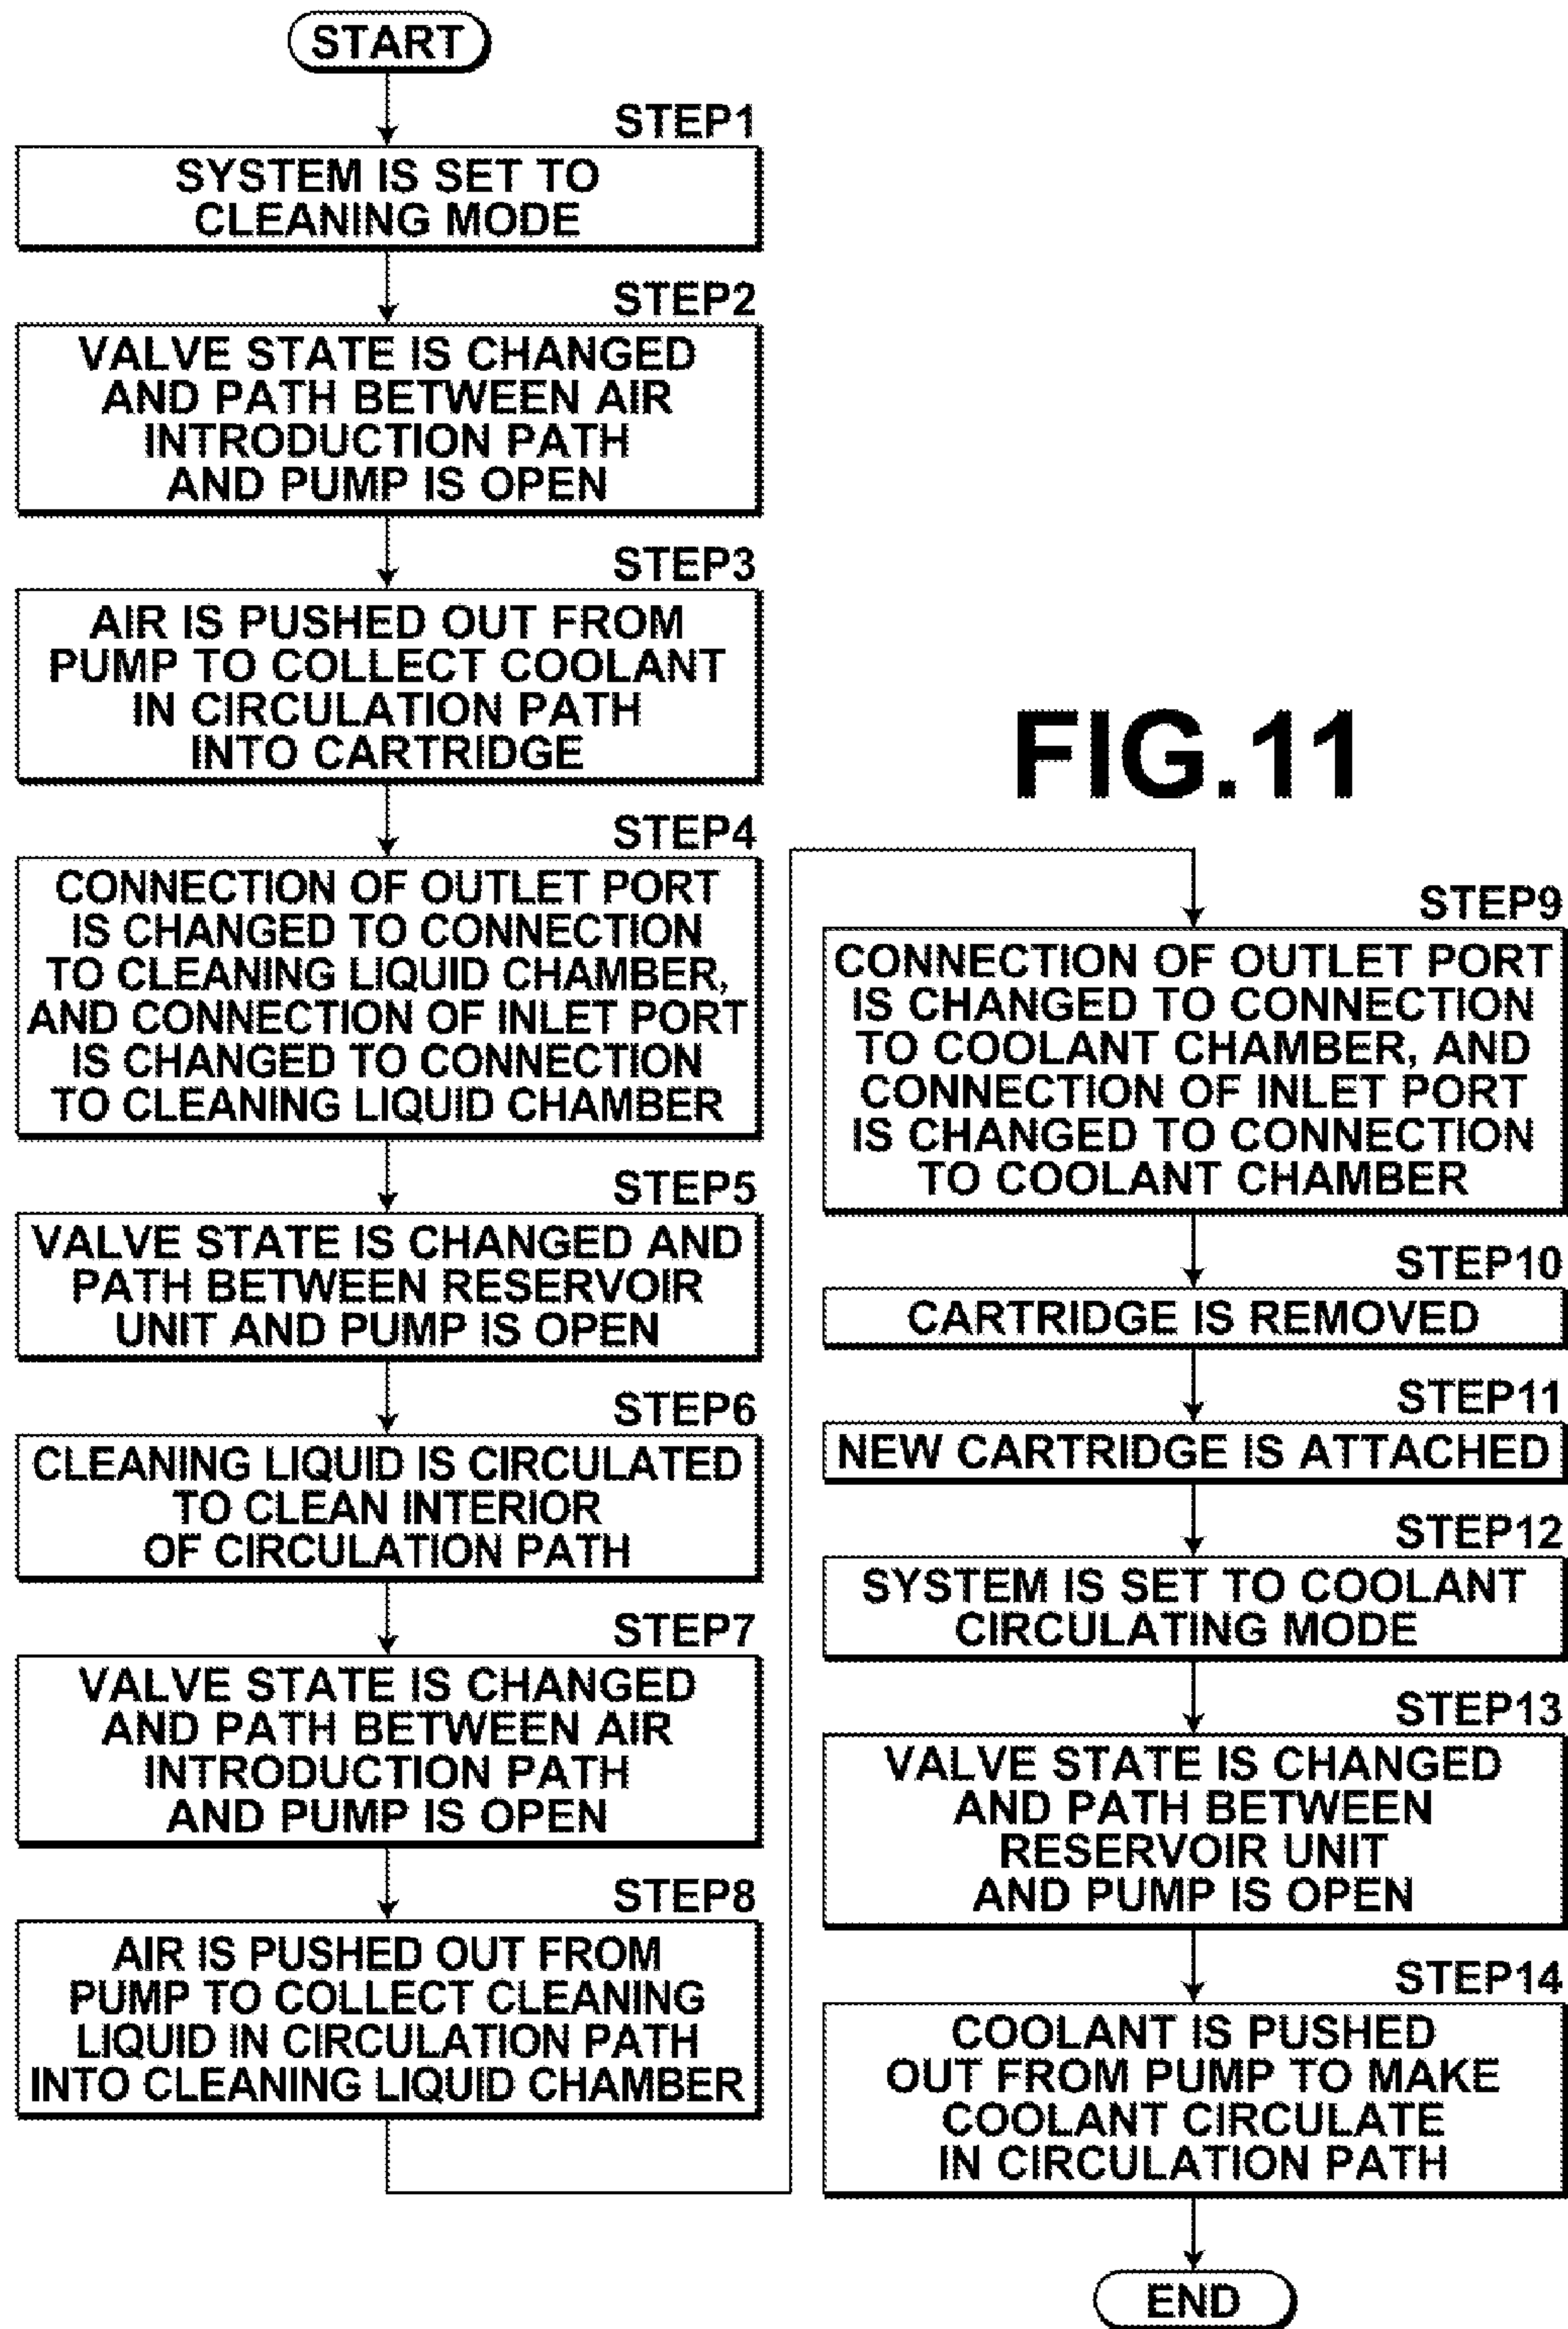 START
STEP1
SYSTEM IS SET TO
CLEANING MODE
STEP2
VALVE STATE IS CHANGED
AND PATH BETWEEN AIR
INTRODUCTION PATH
AND PUMP IS OPEN
STEP3
AIR IS PUSHED OUT FROM
PUMP TO COLLECT COOLANT
IN CIRCULATION PATH
INTO CARTRIDGE
STEP4
CONNECTION OF OUTLET PORT
IS CHANGED TO CONNECTION
TO CLEANING LIQUID CHAMBER,
AND CONNECTION OF INLET PORT
IS CHANGED TO CONNECTION
TO CLEANING LIQUID CHAMBER
STEP5
VALVE STATE IS CHANGED AND
PATH BETWEEN RESERVOIR
UNIT AND PUMP IS OPEN
STEP6
CLEANING LIQUID IS CIRCULATED
TO CLEAN INTERIOR
OF CIRCULATION PATH
STEP7
VALVE STATE IS CHANGED
AND PATH BETWEEN AIR
INTRODUCTION PATH
AND PUMP IS OPEN
STEP8
AIR IS PUSHED OUT FROM
PUMP TO COLLECT CLEANING
LIQUID IN CIRCULATION PATH
INTO CLEANING LIQUID CHAMBER
FIG.11
STEP9
CONNECTION OF OUTLET PORT
IS CHANGED TO CONNECTION
TO COOLANT CHAMBER, AND
CONNECTION OF INLET PORT
IS CHANGED TO CONNECTION
TO COOLANT CHAMBER
STEP10
CARTRIDGE IS REMOVED
STEP11
NEW CARTRIDGE IS ATTACHED
STEP12
SYSTEM IS SET TO COOLANT
CIRCULATING MODE
STEP13
VALVE STATE IS CHANGED
AND PATH BETWEEN
RESERVOIR UNIT
AND PUMP IS OPEN
STEP14
COOLANT IS PUSHED
OUT FROM PUMP TO MAKE
COOLANT CIRCULATE
IN CIRCULATION PATH
END